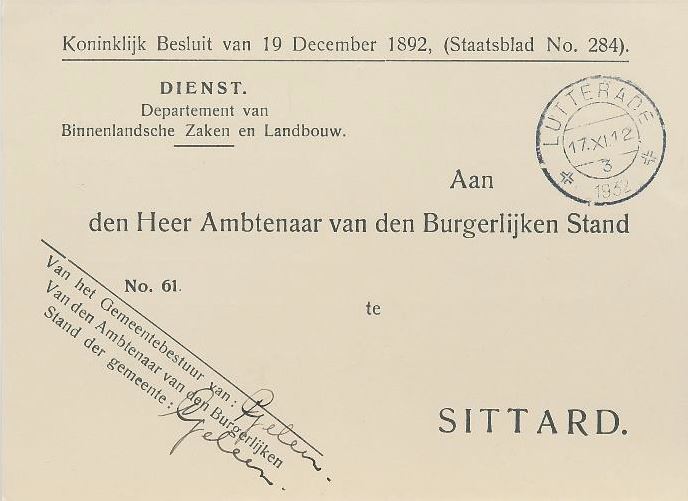 Koninklijk Besluit van 19 December 1892, (Staatsblad No. 284).
DIENST.
Departement van
Binnenlandsche Zaken en Landbouw.
LUTTERADE
17.XI.12
3
1932
Aan
den Heer Ambtenaar van den Burgerlijken Stand
No. 61.
te
Van het Gemeentebestuur van: Geleen.
Van den Ambtenaar van den Burgerlijken
Stand der gemeente: Geleen.
SITTARD.